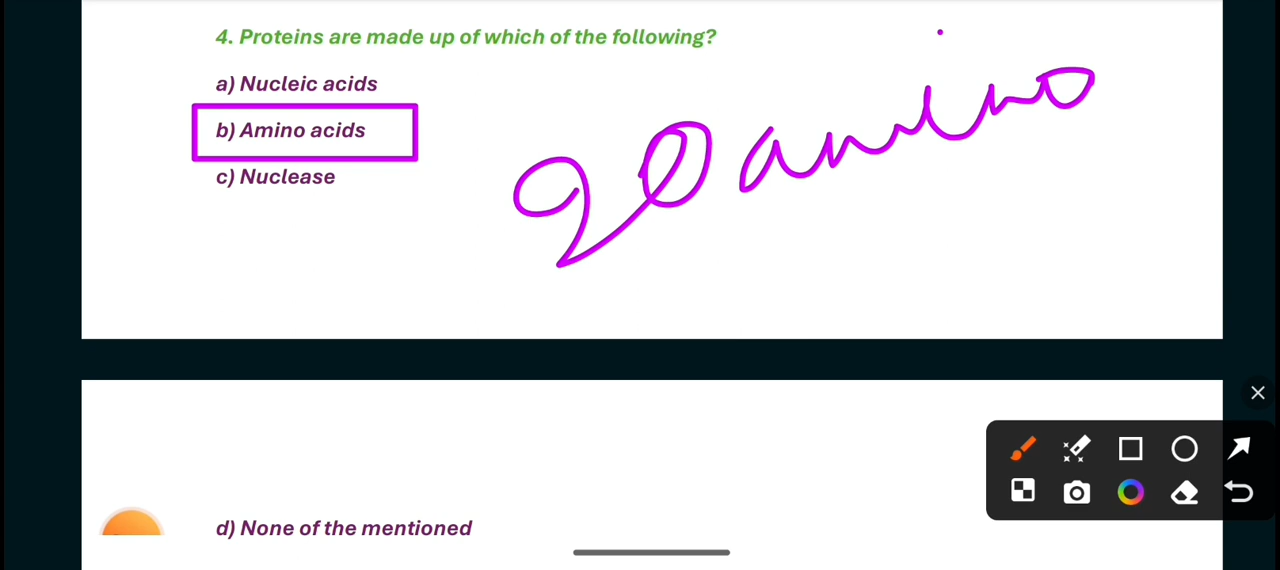 4. Proteins are made up of which of the following?
a) Nucleic acids
b) Amino acids
20 amino
c) Nuclease
d) None of the mentioned